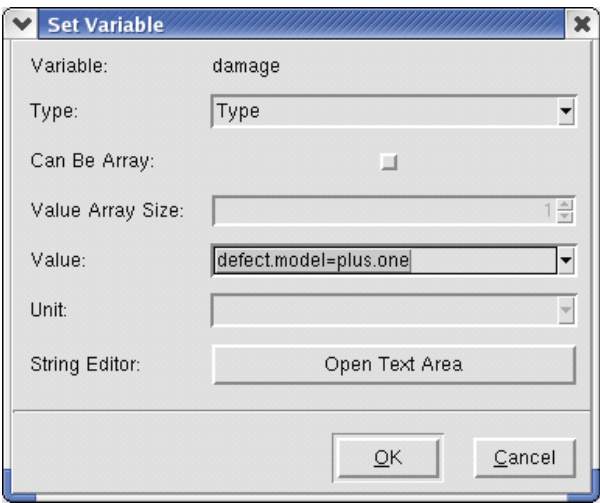 Set Variable
Variable: damage
Type: Type
Can Be Array:
Value Array Size: 1
Value: defect.model=plus.one
Unit:
String Editor: Open Text Area
OK Cancel